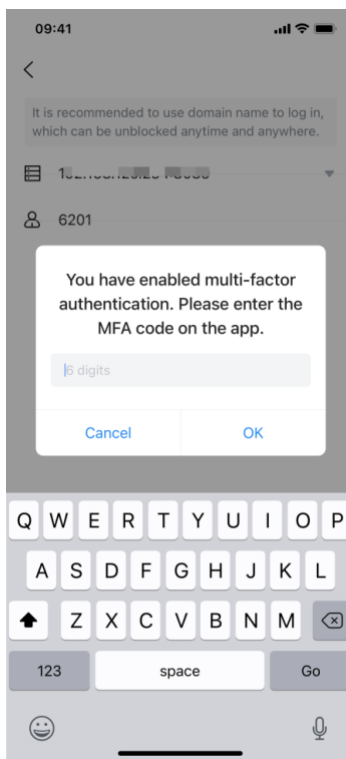 09:41
It is recommended to use domain name to log in,
which can be unblocked anytime and anywhere.
6201
You have enabled multi-factor
authentication. Please enter the
MFA code on the app.
6 digits
Cancel OK
Q W E R T Y U I O P
A S D F G H J K L
Z X C V B N M
123 space Go